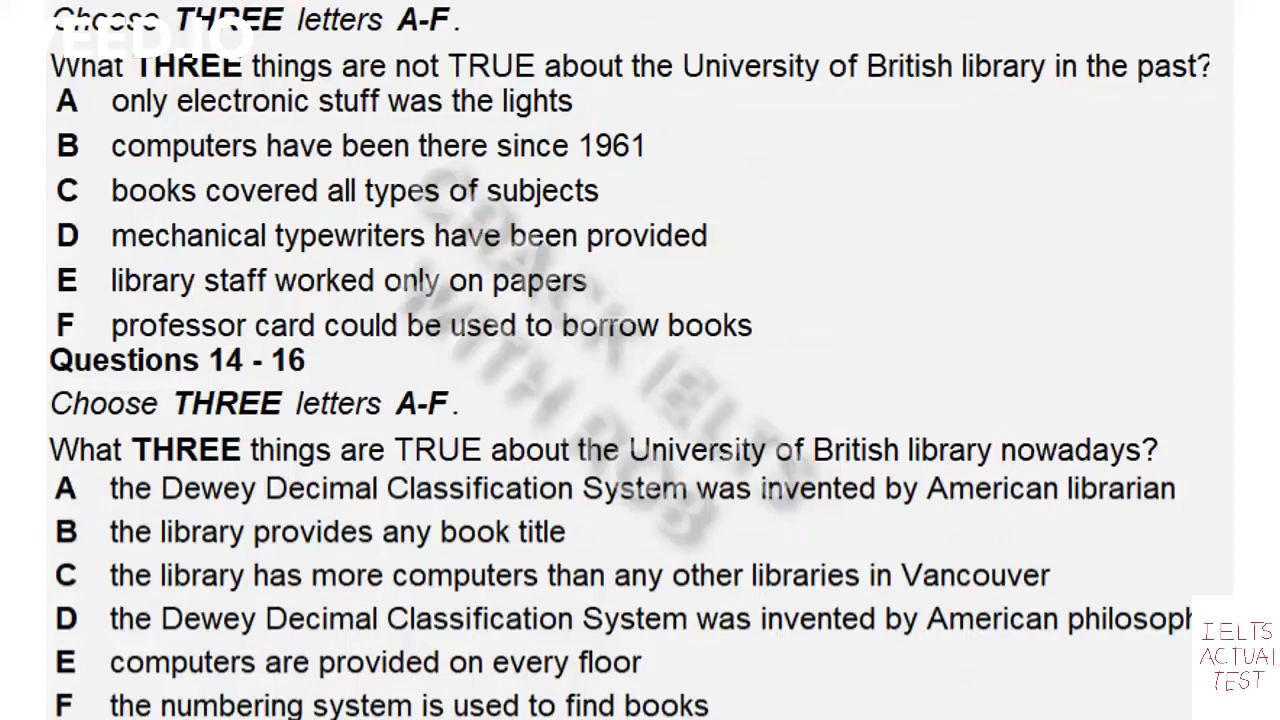 Choose THREE letters A-F.
What THREE things are not TRUE about the University of British library in the past?
A only electronic stuff was the lights
B computers have been there since 1961
C books covered all types of subjects
D mechanical typewriters have been provided
E library staff worked only on papers
F professor card could be used to borrow books
Questions 14 - 16
Choose THREE letters A-F.
What THREE things are TRUE about the University of British library nowadays?
A the Dewey Decimal Classification System was invented by American librarian
B the library provides any book title
C the library has more computers than any other libraries in Vancouver
D the Dewey Decimal Classification System was invented by American philosoph
E computers are provided on every floor
F the numbering system is used to find books
CRACK IELTS
WITH ROB
IELTS
ACTUAL
TEST